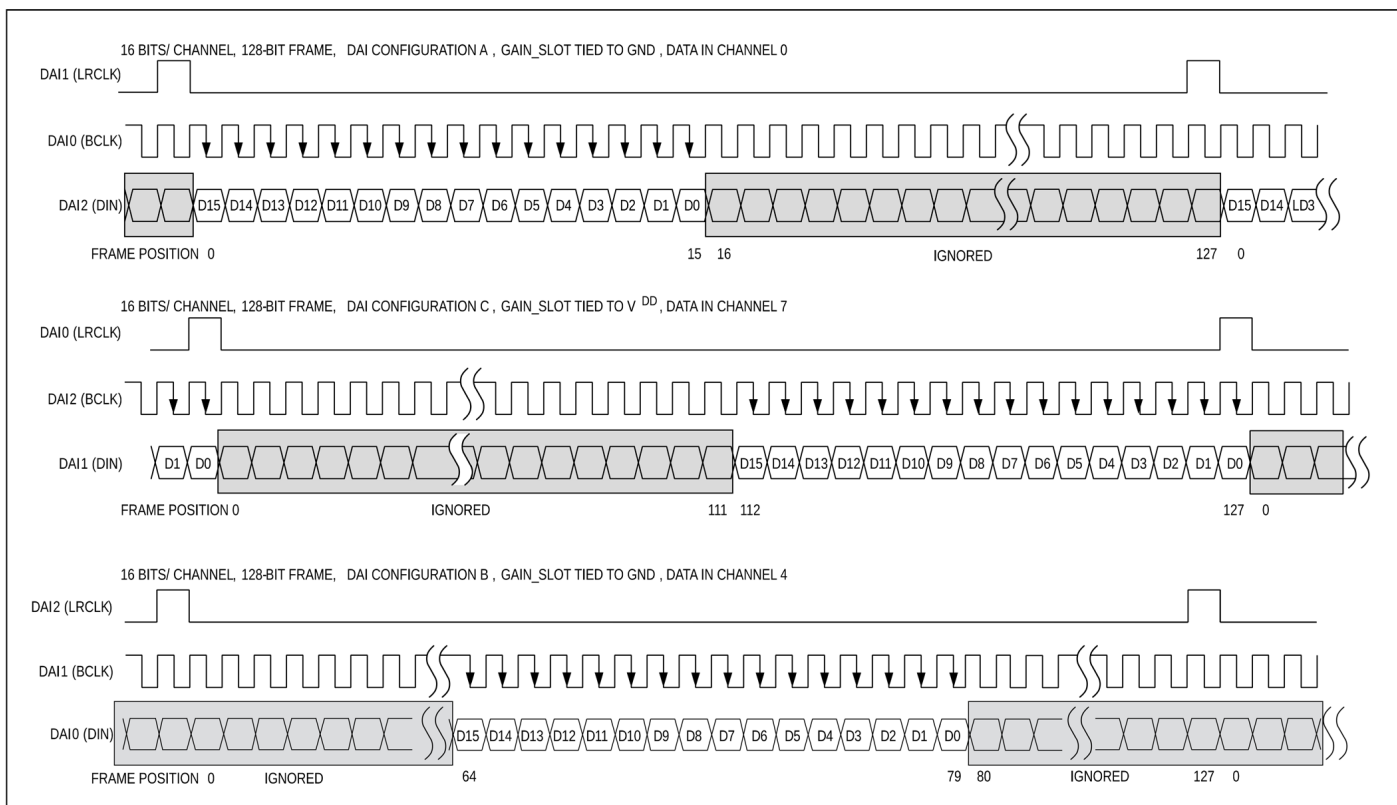 16 BITS/ CHANNEL, 128-BIT FRAME, DAI CONFIGURATION A , GAIN_SLOT TIED TO GND , DATA IN CHANNEL 0
DAI1 (LRCLK)
DAI0 (BCLK)
DAI2 (DIN) D15 D14 D13 D12 D11 D10 D9 D8 D7 D6 D5 D4 D3 D2 D1 D0 D15 D14 LD3
FRAME POSITION 0 15 16 IGNORED 127 0
16 BITS/ CHANNEL, 128-BIT FRAME, DAI CONFIGURATION C , GAIN_SLOT TIED TO V DD , DATA IN CHANNEL 7
DAI0 (LRCLK)
DAI2 (BCLK)
DAI1 (DIN) D1 D0 D15 D14 D13 D12 D11 D10 D9 D8 D7 D6 D5 D4 D3 D2 D1 D0
FRAME POSITION 0 IGNORED 111 112 127 0
16 BITS/ CHANNEL, 128-BIT FRAME, DAI CONFIGURATION B , GAIN_SLOT TIED TO GND , DATA IN CHANNEL 4
DAI2 (LRCLK)
DAI1 (BCLK)
DAI0 (DIN) D15 D14 D13 D12 D11 D10 D9 D8 D7 D6 D5 D4 D3 D2 D1 D0
FRAME POSITION 0 IGNORED 64 79 80 IGNORED 127 0